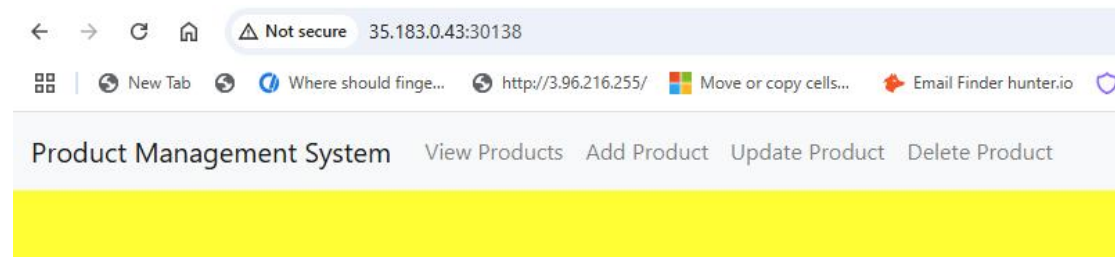 Not secure 35.183.0.43:30138
New Tab Where should finge... http://3.96.216.255/ Move or copy cells... Email Finder hunter.io
Product Management System View Products Add Product Update Product Delete Product